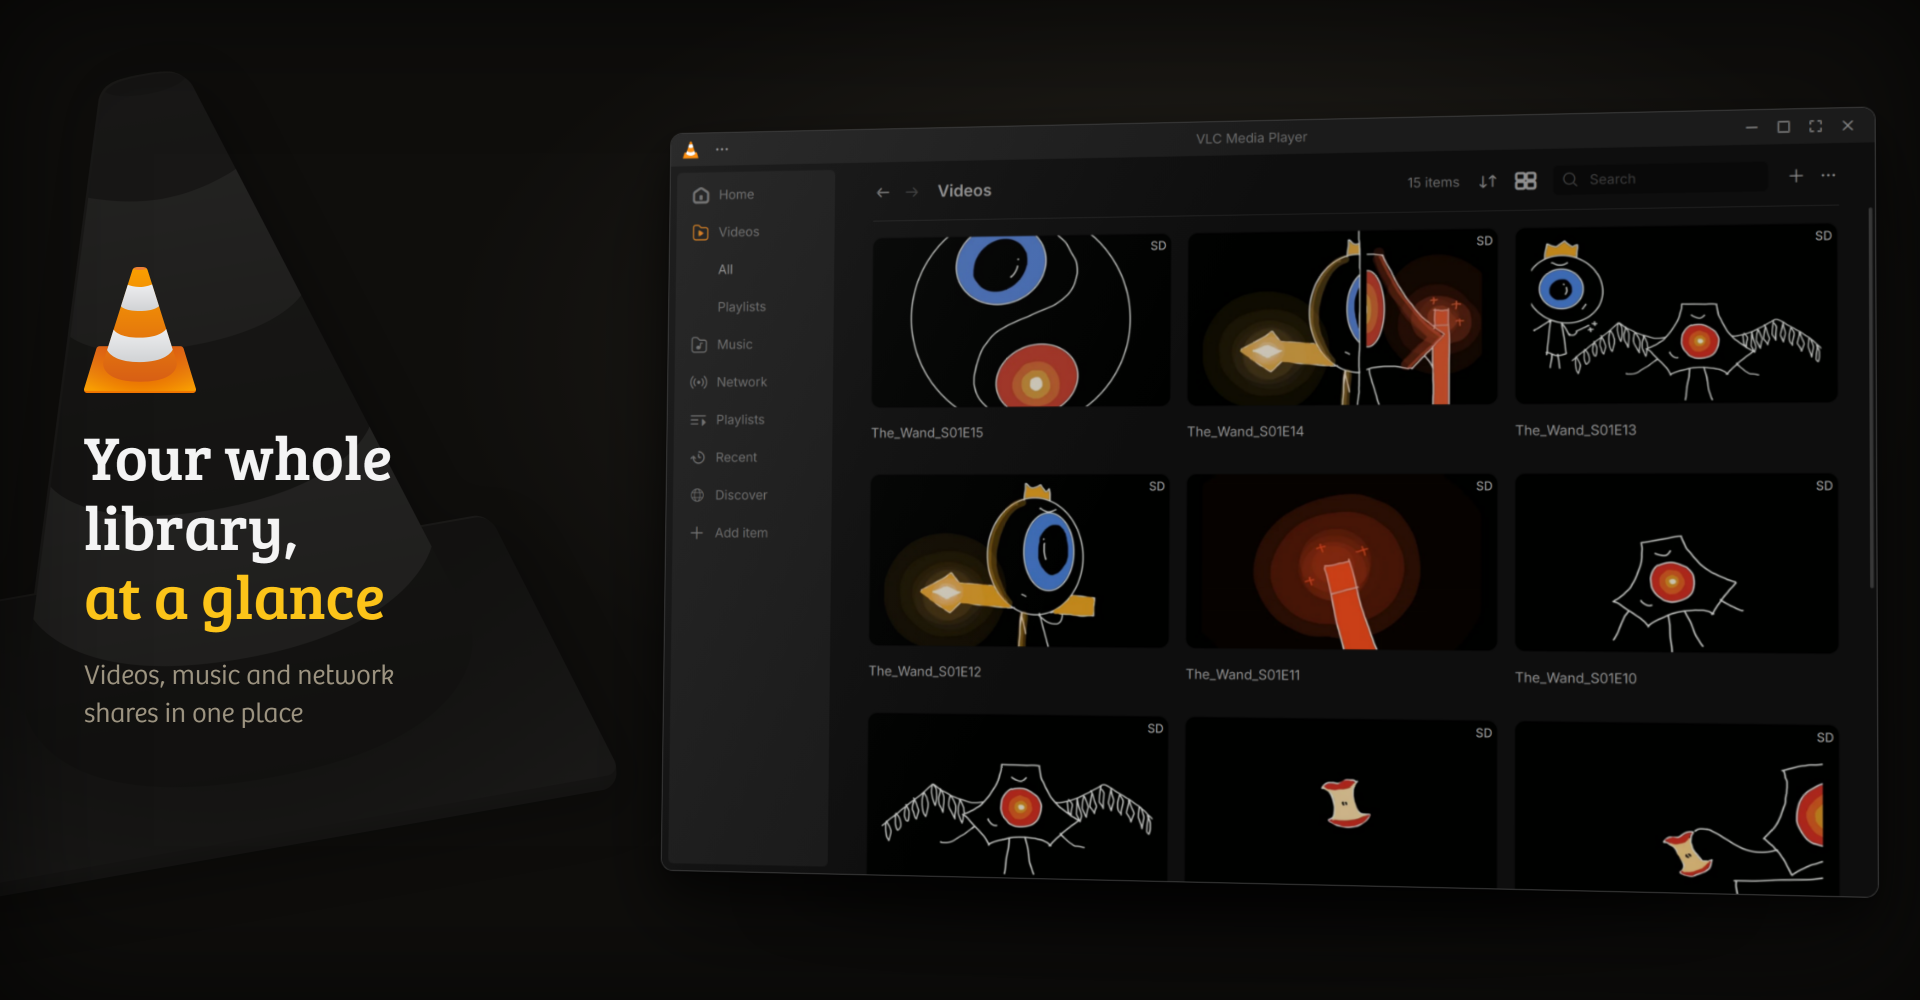 Your whole
library,
at a glance
Videos, music and network
shares in one place
VLC Media Player
Home
Videos
All
Playlists
Music
Network
Playlists
Recent
Discover
Add item
Videos
15 items
Search
SD
SD
SD
The_Wand_S01E15
The_Wand_S01E14
The_Wand_S01E13
SD
SD
SD
The_Wand_S01E12
The_Wand_S01E11
The_Wand_S01E10
SD
SD
SD